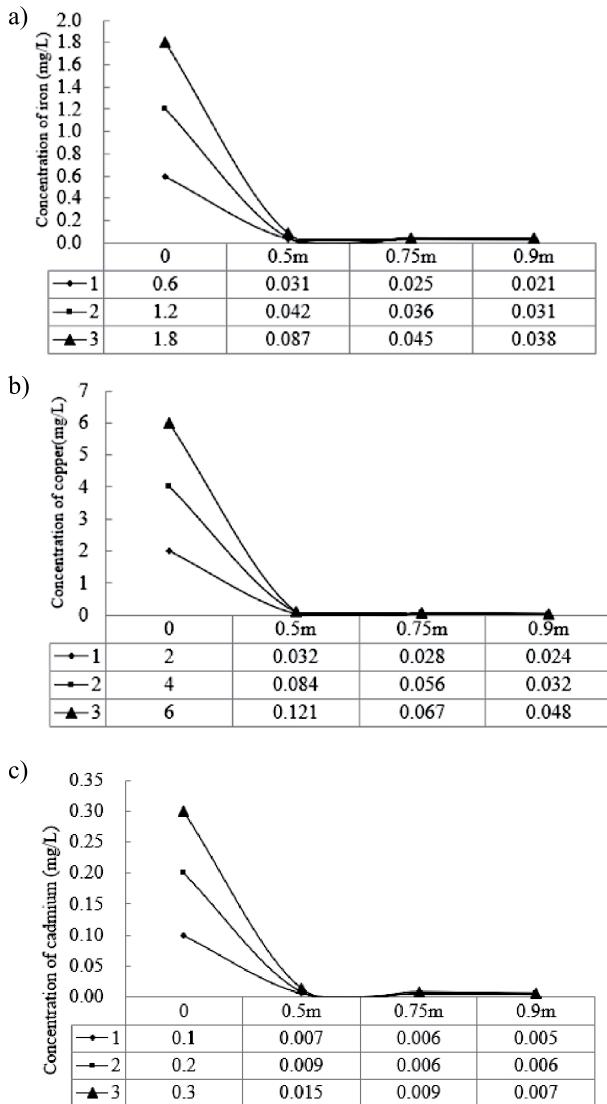 a)
Concentration of iron (mg/L)
2.0
1.8
1.6
1.4
1.2
1.0
0.8
0.6
0.4
0.2
0.0
0 0.5m 0.75m 0.9m
1 0.6 0.031 0.025 0.021
2 1.2 0.042 0.036 0.031
3 1.8 0.087 0.045 0.038
b)
Concentration of copper(mg/L)
7
6
5
4
3
2
1
0
0 0.5m 0.75m 0.9m
1 2 0.032 0.028 0.024
2 4 0.084 0.056 0.032
3 6 0.121 0.067 0.048
c)
Concentration of cadmium (mg/L)
0.35
0.30
0.25
0.20
0.15
0.10
0.05
0.00
0 0.5m 0.75m 0.9m
1 0.1 0.007 0.006 0.005
2 0.2 0.009 0.006 0.006
3 0.3 0.015 0.009 0.007